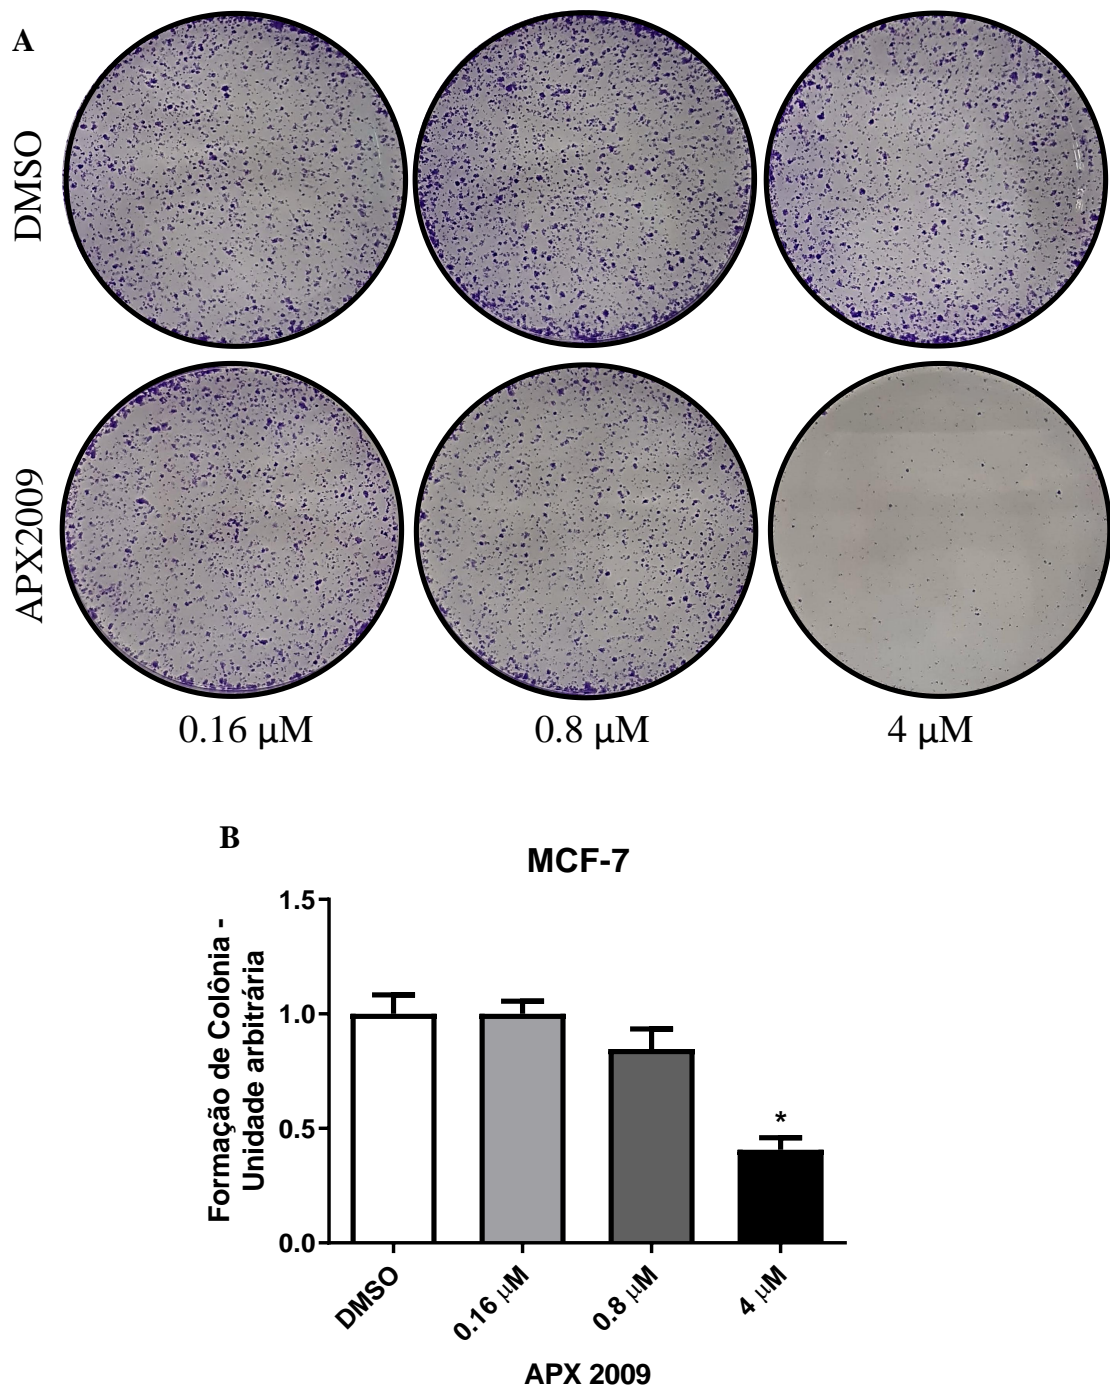 A
DMSO
APX2009
0.16 μM
0.8 μM
4 μM
B
MCF-7
Formação de Colônia -
Unidade arbitrária
1.5
1.0
0.5
0.0
*
DMSO
0.16 μM
0.8 μM
4 μM
APX 2009